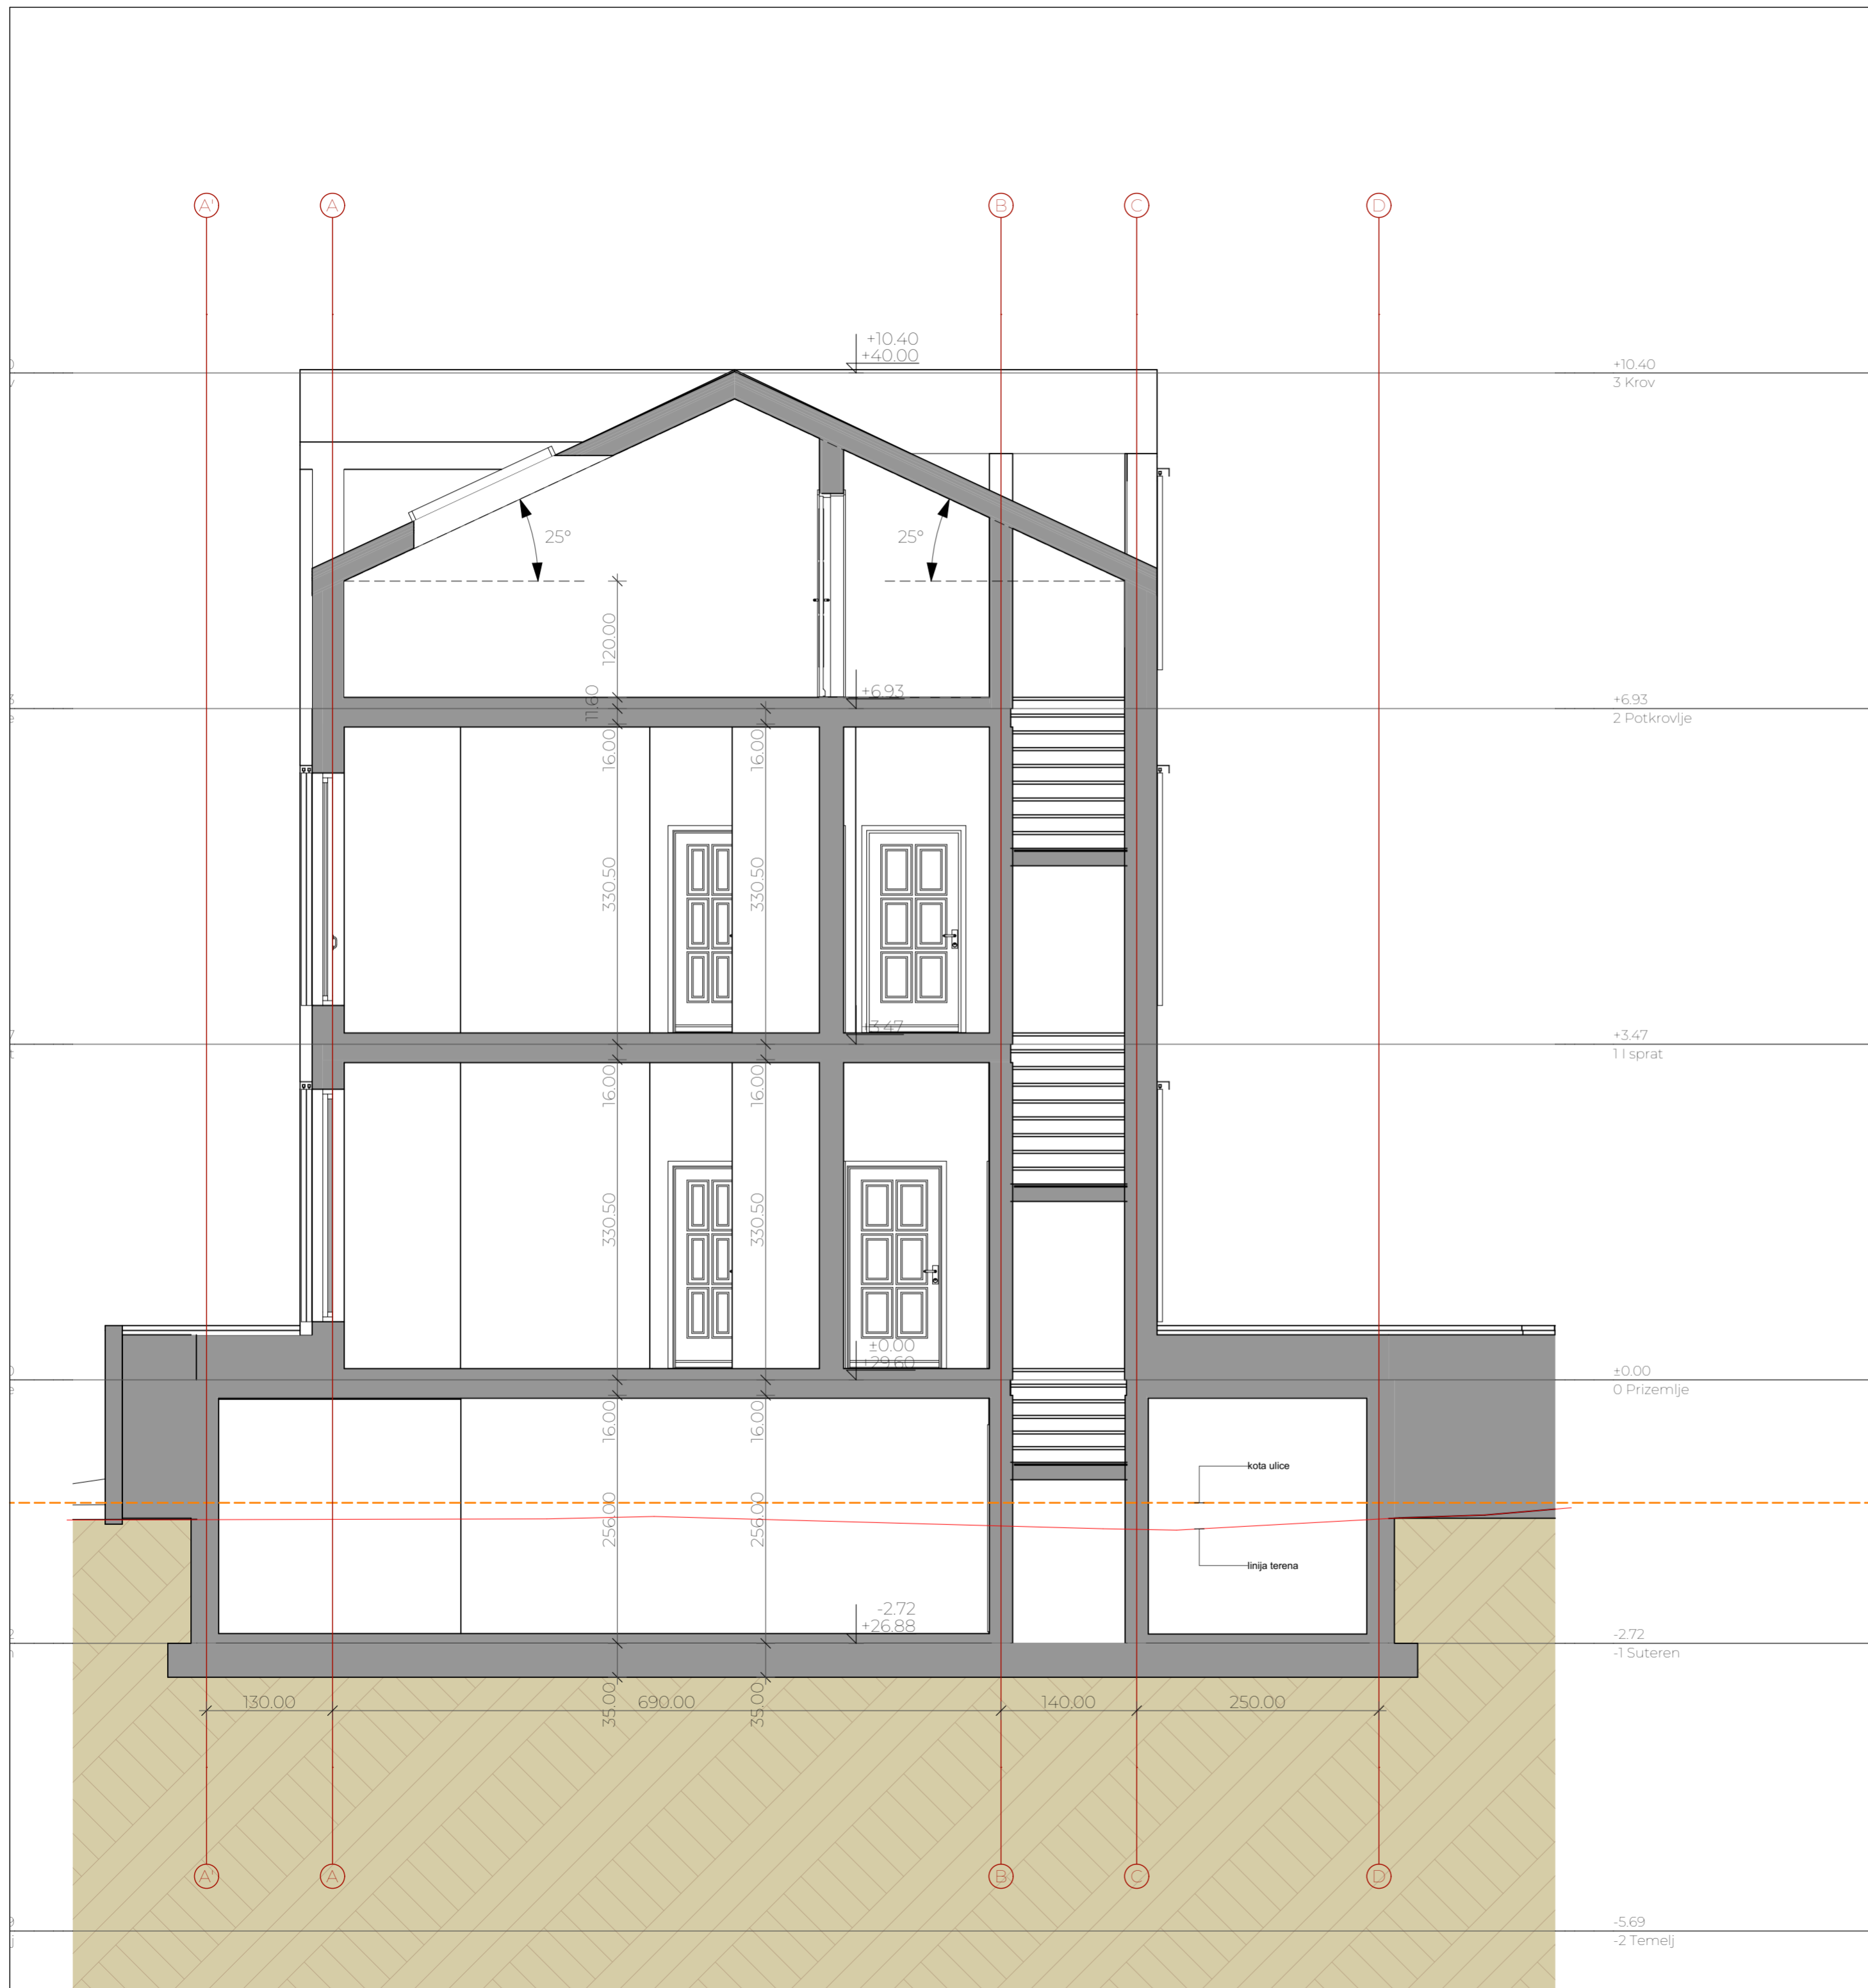 A'
A
B
C
D
+10.40
+40.00
+10.40
3 Krov
25°
25°
120.00
11.60
+6.93
+6.93
2 Potkrovlje
16.00
16.00
330.50
330.50
+3.47
+3.47
1 I sprat
16.00
16.00
330.50
330.50
±0.00
+29.60
±0.00
0 Prizemlje
16.00
16.00
kota ulice
256.00
256.00
linija terena
-2.72
+26.88
-2.72
-1 Suteren
35.00
35.00
130.00
690.00
140.00
250.00
A'
A
B
C
D
-5.69
-2 Temelj